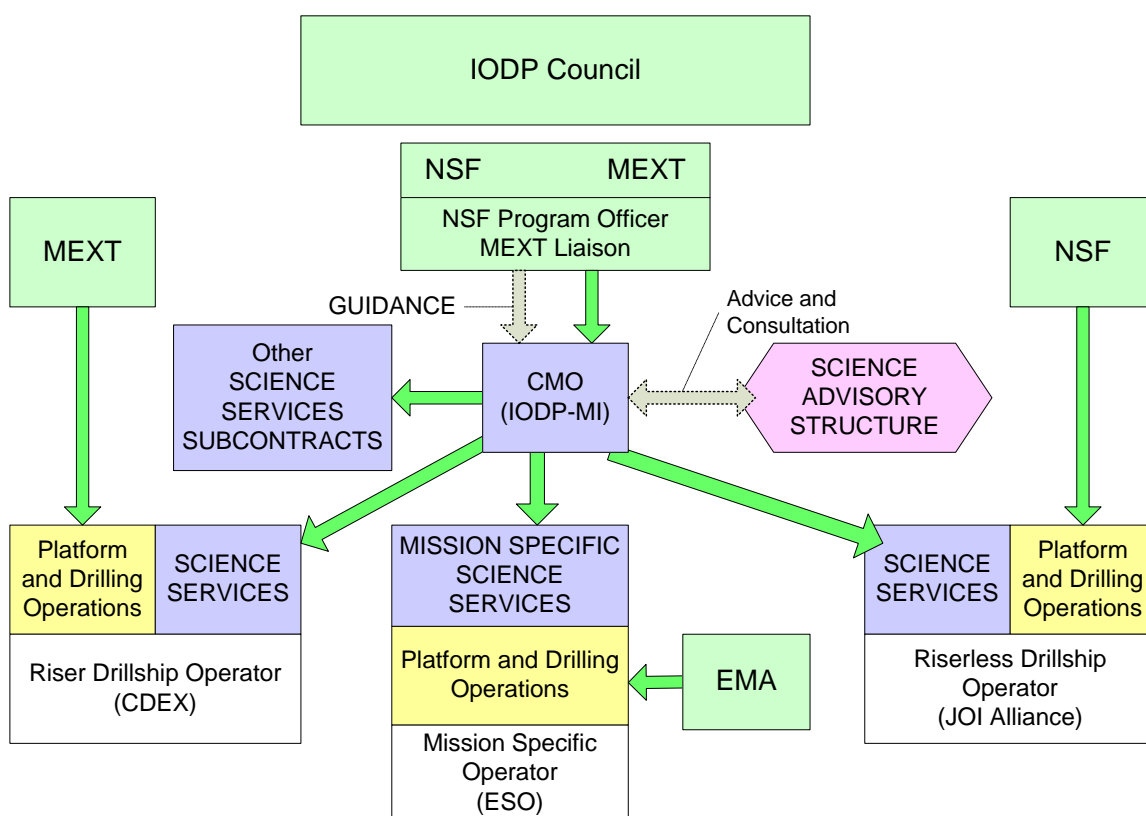 IODP Council
NSF MEXT
NSF Program Officer
MEXT Liaison
MEXT
NSF
GUIDANCE
Advice and
Consultation
Other
SCIENCE
SERVICES
SUBCONTRACTS
CMO
(IODP-MI)
SCIENCE
ADVISORY
STRUCTURE
Platform
and Drilling
Operations
SCIENCE
SERVICES
Riser Drillship Operator
(CDEX)
MISSION SPECIFIC
SCIENCE
SERVICES
Platform and Drilling
Operations
Mission Specific
Operator
(ESO)
EMA
SCIENCE
SERVICES
Platform
and Drilling
Operations
Riserless Drillship
Operator
(JOI Alliance)